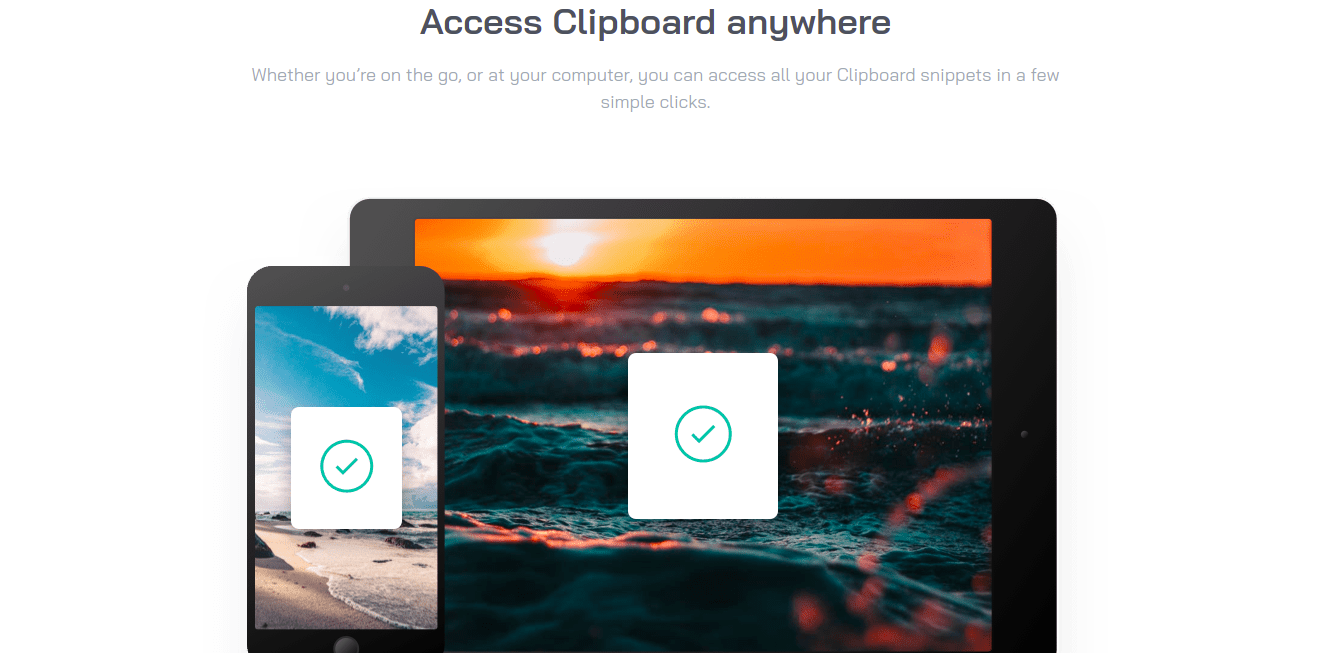 Access Clipboard anywhere
Whether you’re on the go, or at your computer, you can access all your Clipboard snippets in a few
simple clicks.